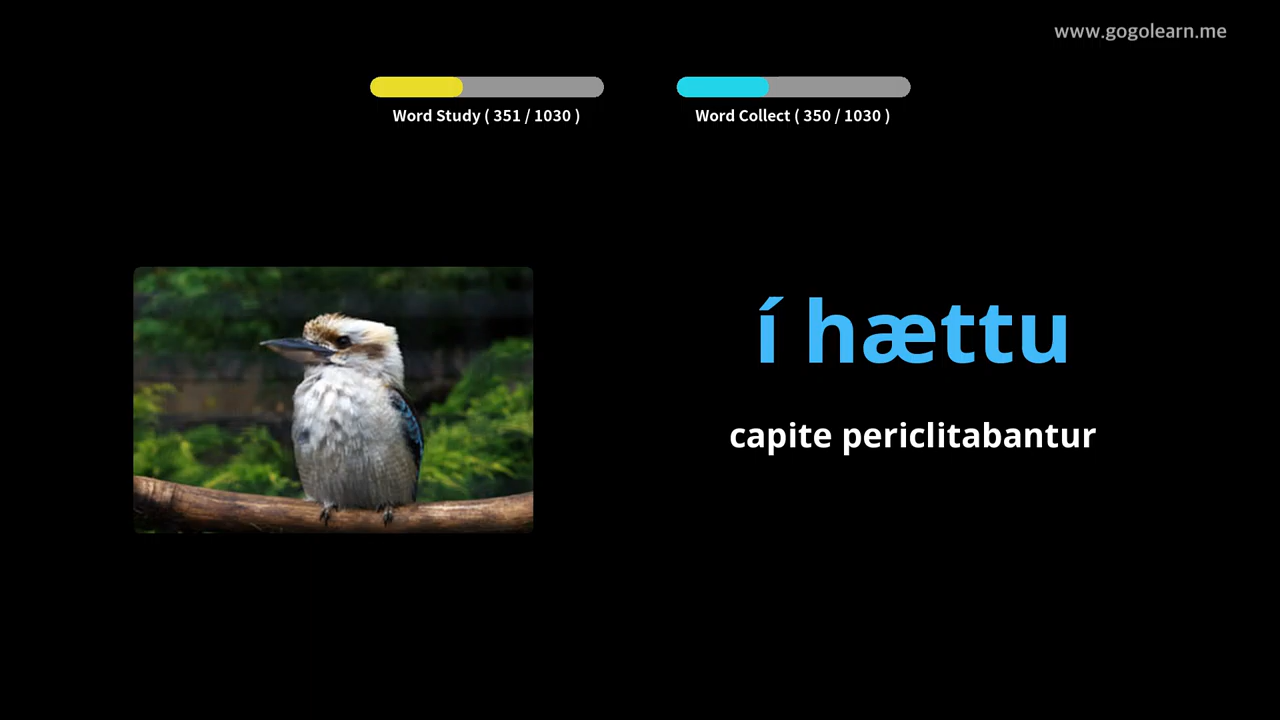 www.gogolearn.me
Word Study ( 351 / 1030 )
Word Collect ( 350 / 1030 )
í hættu
capite periclitabantur